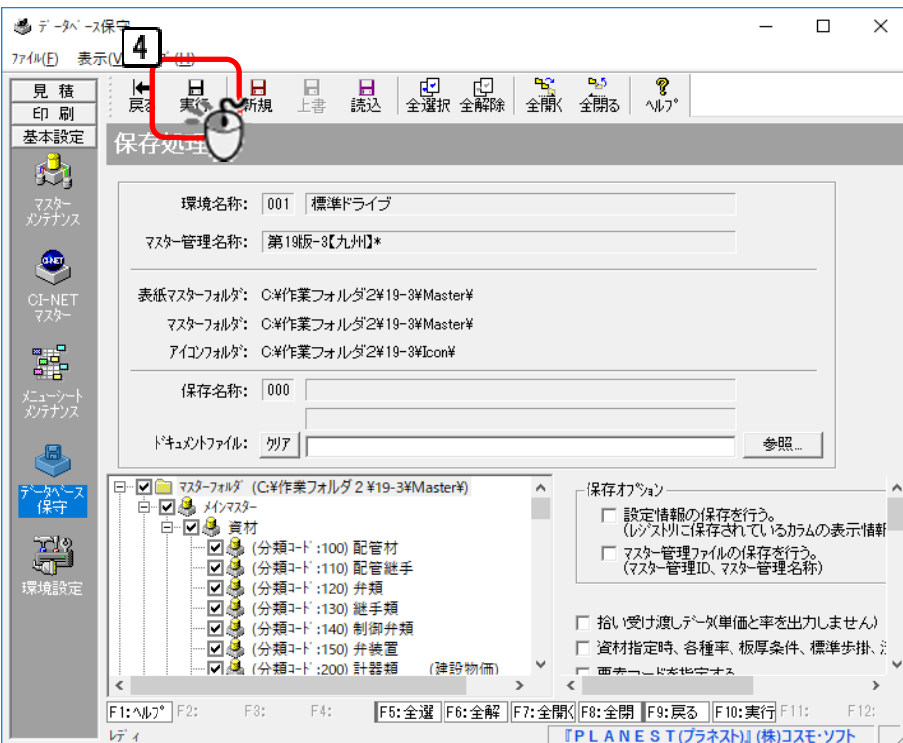 ﾃﾞｰﾀﾍﾞｰｽ保守
ﾌｧｲﾙ(F) 表示(V) (H)
4
見 積
印 刷
基本設定
ﾏｽﾀｰ
ﾒﾝﾃﾅﾝｽ
CI-NET
ﾏｽﾀｰ
ﾒﾆｭｰｼｰﾄ
ﾒﾝﾃﾅﾝｽ
ﾃﾞｰﾀﾍﾞｰｽ
保守
環境設定
戻る 実行 新規 上書 読込 全選択 全解除 全開く 全閉る ﾍﾙﾌﾟ
保存処理
環境名称: 001 標準ドライブ
ﾏｽﾀｰ管理名称: 第19版-3【九州】*
表紙ﾏｽﾀｰﾌｫﾙﾀﾞ: C:¥作業フォルダ2¥19-3¥Master¥
ﾏｽﾀｰﾌｫﾙﾀﾞ: C:¥作業フォルダ2¥19-3¥Master¥
ｱｲｺﾝﾌｫﾙﾀﾞ: C:¥作業フォルダ2¥19-3¥Icon¥
保存名称: 000
ﾄﾞｷｭﾒﾝﾄﾌｧｲﾙ: ｸﾘｱ 参照...
ﾏｽﾀｰﾌｫﾙﾀﾞ (C:¥作業フォルダ２¥19-3¥Master¥)
ﾒｲﾝﾏｽﾀｰ
資材
(分類ｺｰﾄﾞ:100) 配管材
(分類ｺｰﾄﾞ:110) 配管継手
(分類ｺｰﾄﾞ:120) 弁類
(分類ｺｰﾄﾞ:130) 継手類
(分類ｺｰﾄﾞ:140) 制御弁類
(分類ｺｰﾄﾞ:150) 弁装置
(分類ｺｰﾄﾞ:200) 計器類 (建設物価)
保存ｵﾌﾟｼｮﾝ
設定情報の保存を行う。
(ﾚｼﾞｽﾄﾘに保存されているｶﾗﾑの表示情報
ﾏｽﾀｰ管理ﾌｧｲﾙの保存を行う。
(ﾏｽﾀｰ管理ID、ﾏｽﾀｰ管理名称)
拾い受け渡しﾃﾞｰﾀ(単価と率を出力しません)
資材指定時、各種率、板厚条件、標準歩掛、
要素コードを指定する
F1:ﾍﾙﾌﾟ F2: F3: F4: F5:全選 F6:全解 F7:全開く F8:全閉 F9:戻る F10:実行 F11: F12:
ﾚﾃﾞｨ 『ＰＬＡＮＥＳＴ(プラネスト)』(株)コスモ・ソフト